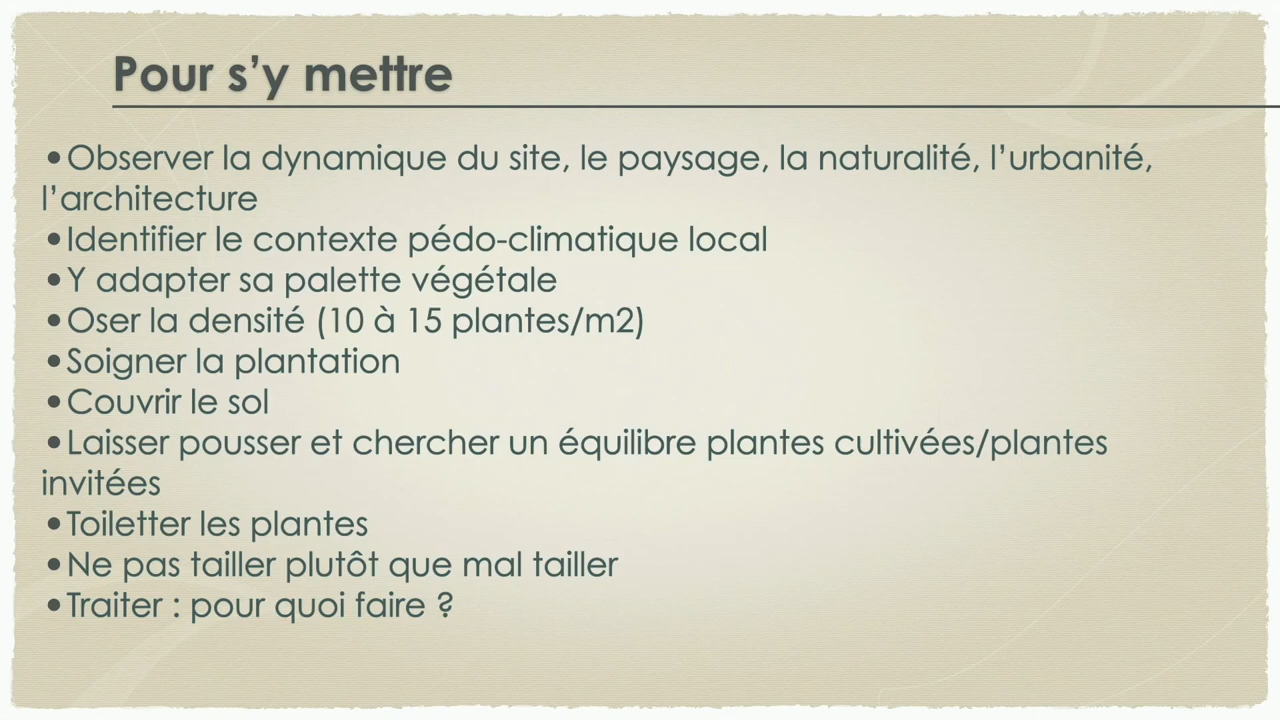 Pour s’y mettre
•Observer la dynamique du site, le paysage, la naturalité, l’urbanité,
l’architecture
•Identifier le contexte pédo-climatique local
•Y adapter sa palette végétale
•Oser la densité (10 à 15 plantes/m2)
•Soigner la plantation
•Couvrir le sol
•Laisser pousser et chercher un équilibre plantes cultivées/plantes
invitées
•Toiletter les plantes
•Ne pas tailler plutôt que mal tailler
•Traiter : pour quoi faire ?